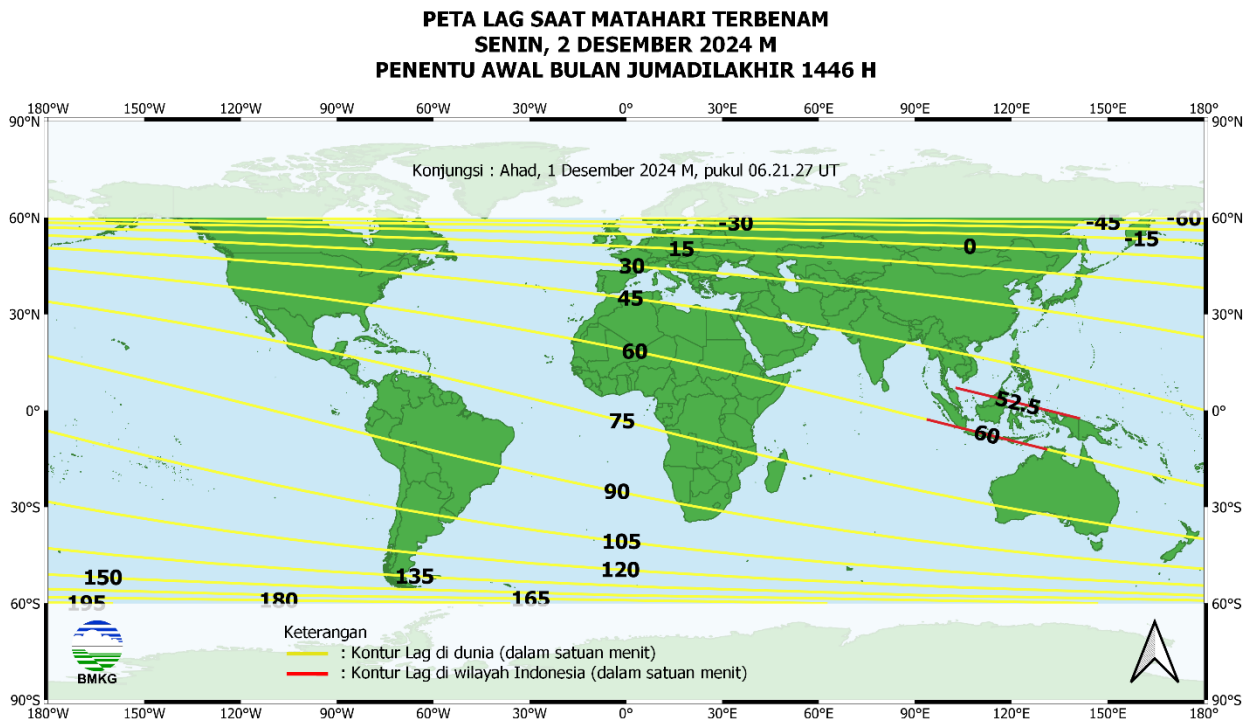 PETA LAG SAAT MATAHARI TERBENAM
SENIN, 2 DESEMBER 2024 M
PENENTU AWAL BULAN JUMADILAKHIR 1446 H
180°W 150°W 120°W 90°W 60°W 30°W 0° 30°E 60°E 90°E 120°E 150°E 180°
90°N 90°N
Konjungsi : Ahad, 1 Desember 2024 M, pukul 06.21.27 UT
60°N -30 -45 -60 60°N
15 0 -15
30
45
30°N 30°N
60
0° 75 52.5 0°
60
90
30°S 30°S
105
120
150 135
195 180 165
60°S 60°S
Keterangan
: Kontur Lag di dunia (dalam satuan menit)
: Kontur Lag di wilayah Indonesia (dalam satuan menit)
BMKG
90°S 90°S
180°W 150°W 120°W 90°W 60°W 30°W 0° 30°E 60°E 90°E 120°E 150°E 180°